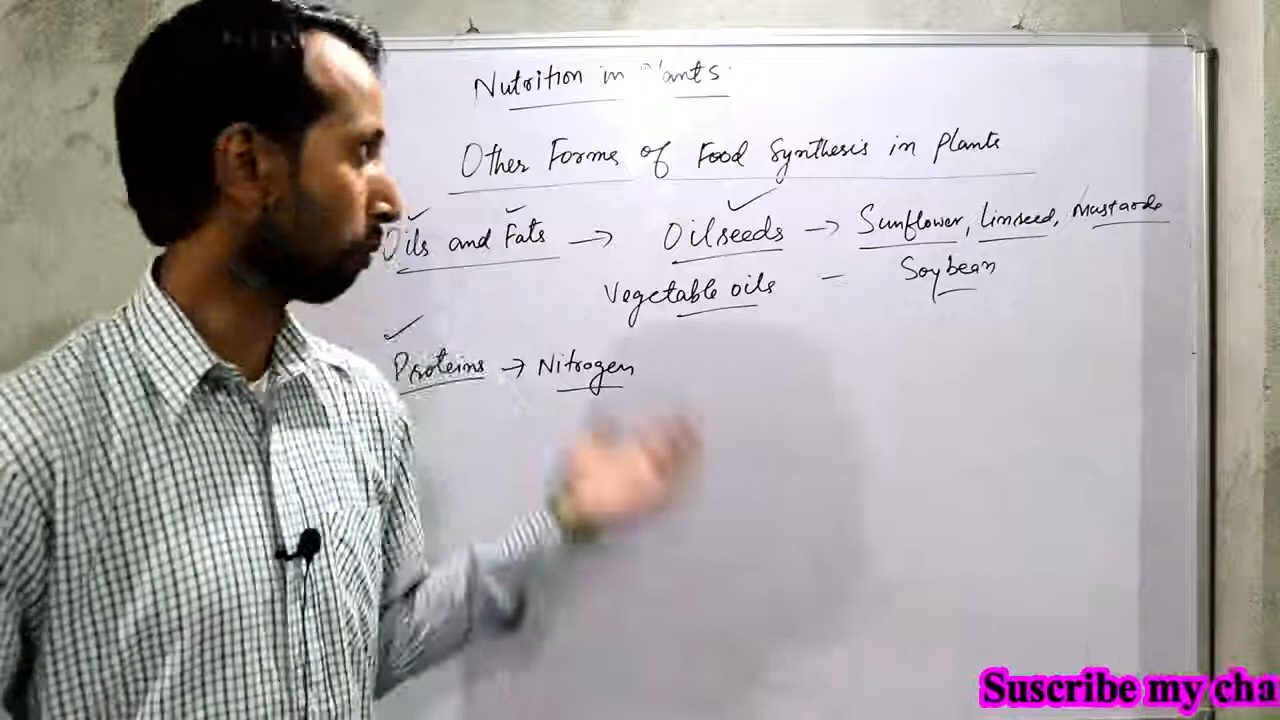 Nutrition in Plants
Other Forms of Food Synthesis in plants
Oils and Fats → Oilseeds → Sunflower, linseed, Mustard
Vegetable oils – Soybean
Proteins → Nitrogen
Suscribe my cha